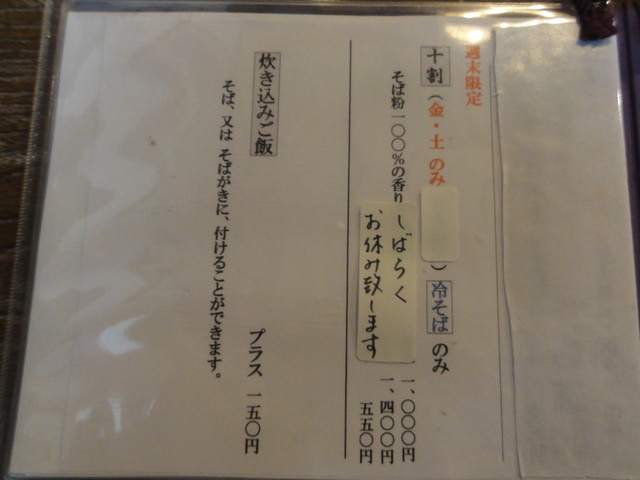 週末限定
十割（金・土 のみ ）冷そば のみ
そば粉一〇〇％の香り 一、〇〇〇円
しばらく
お休み致します
一、四〇〇円
五五〇円
炊き込みご飯 プラス 一五〇円
そば、又は そばがきに、付けることができます。